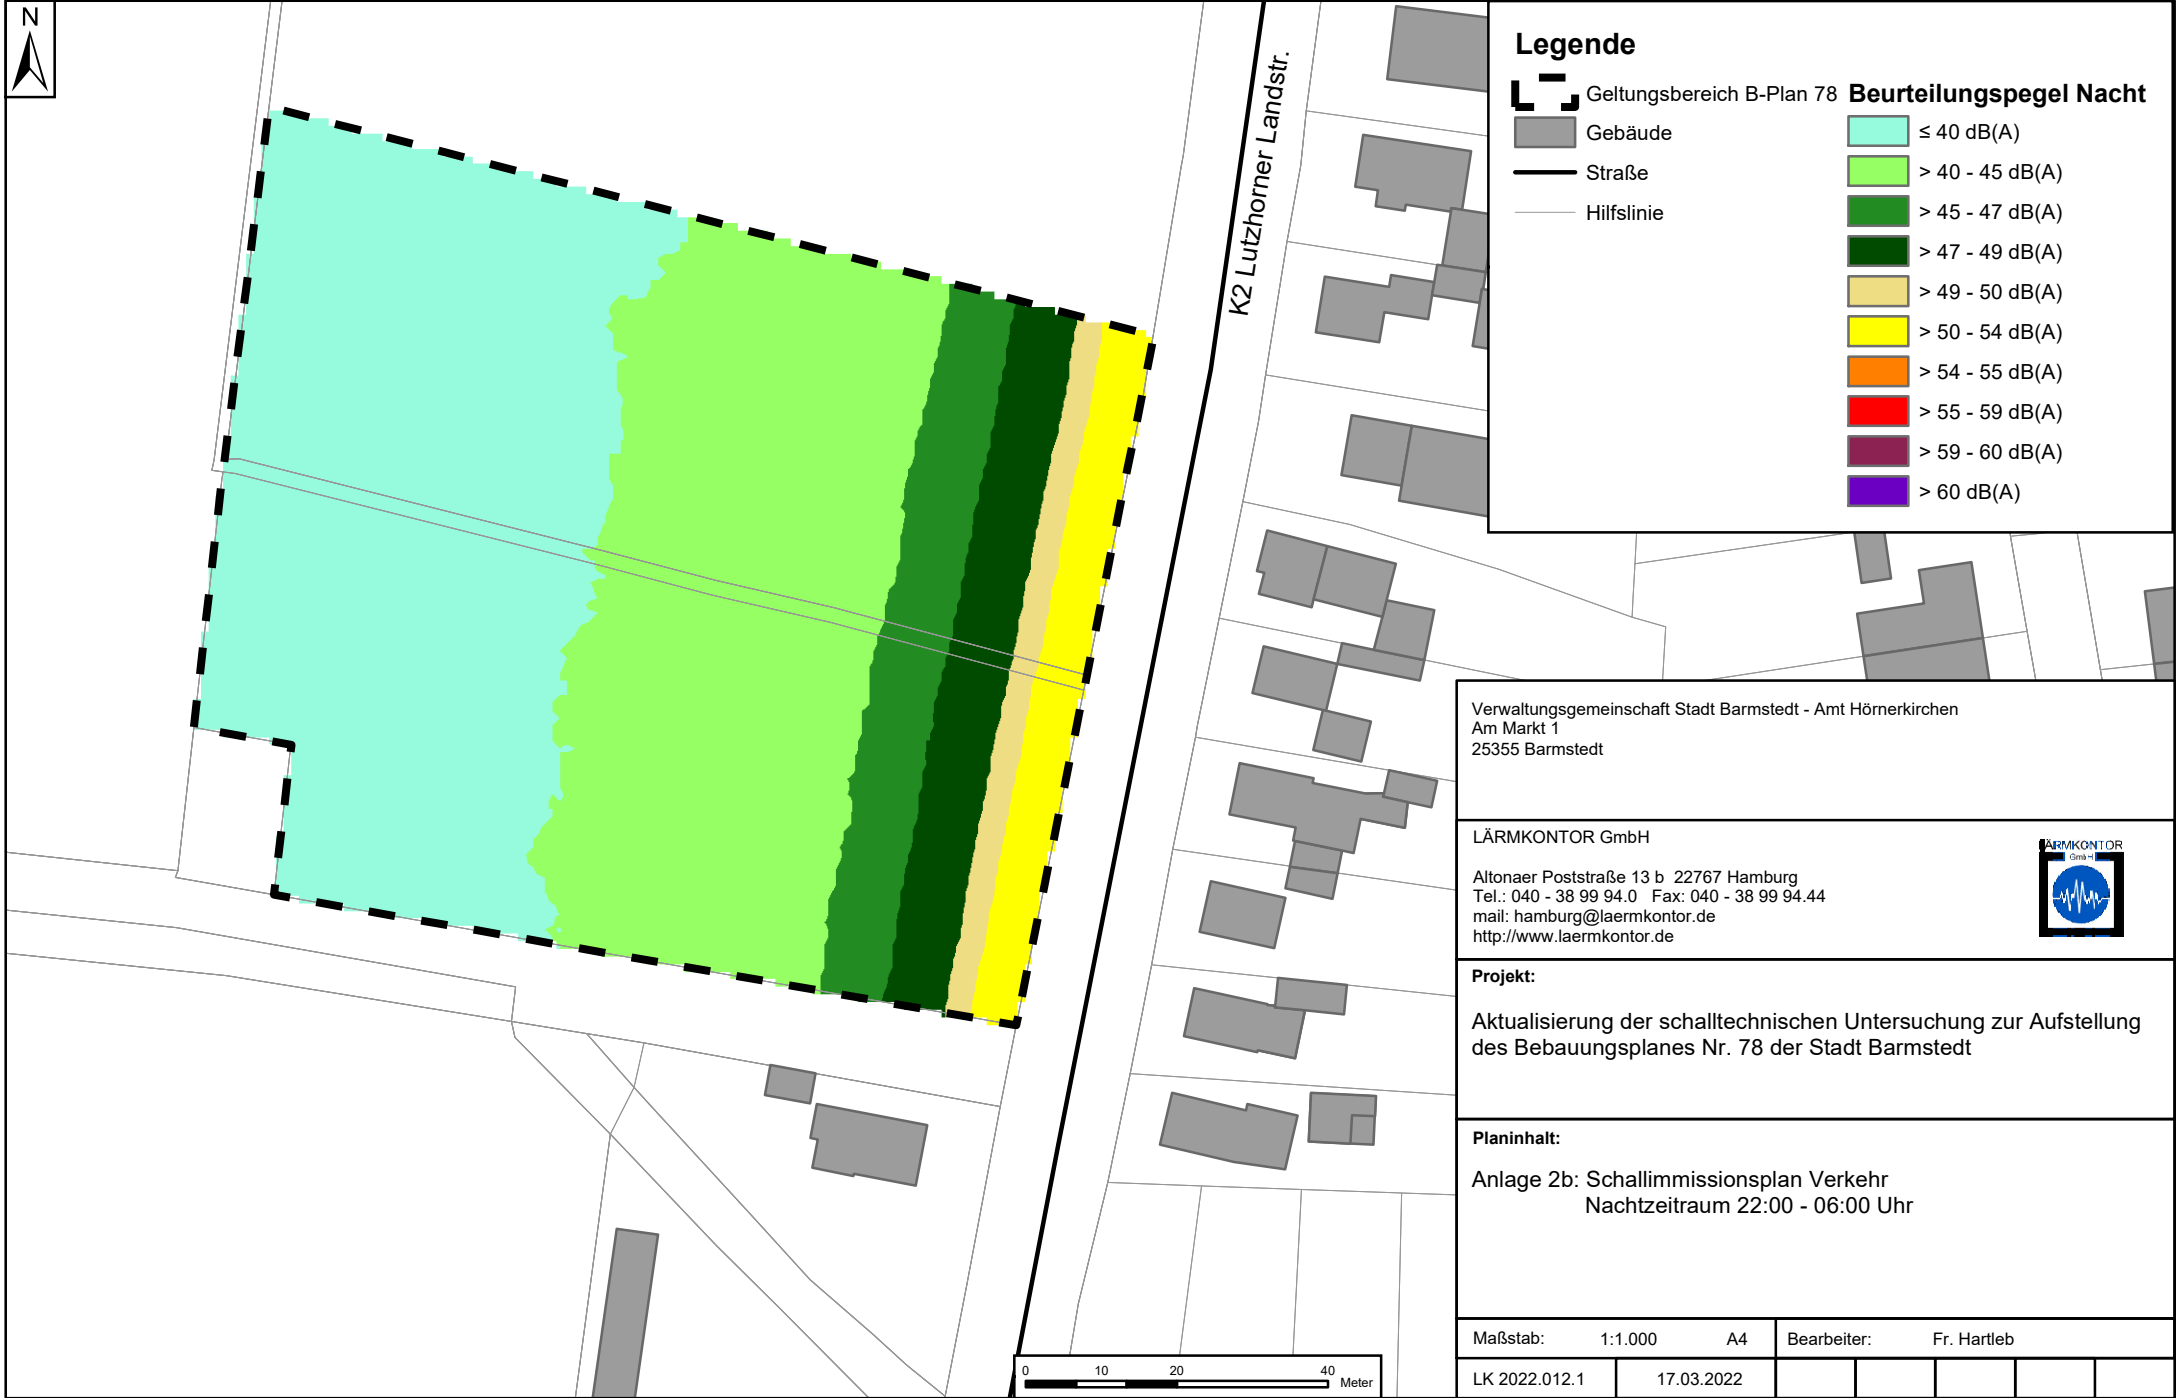 N
K2 Lutzhorner Landstr.
Legende
Geltungsbereich B-Plan 78
Gebäude
Straße
Hilfslinie
Beurteilungspegel Nacht
≤ 40 dB(A)
> 40 - 45 dB(A)
> 45 - 47 dB(A)
> 47 - 49 dB(A)
> 49 - 50 dB(A)
> 50 - 54 dB(A)
> 54 - 55 dB(A)
> 55 - 59 dB(A)
> 59 - 60 dB(A)
> 60 dB(A)
Verwaltungsgemeinschaft Stadt Barmstedt - Amt Hörnerkirchen
Am Markt 1
25355 Barmstedt
LÄRMKONTOR GmbH
Altonaer Poststraße 13 b 22767 Hamburg
Tel.: 040 - 38 99 94.0 Fax: 040 - 38 99 94.44
mail: hamburg@laermkontor.de
http://www.laermkontor.de
LÄRMKONTOR
GmbH
Projekt:
Aktualisierung der schalltechnischen Untersuchung zur Aufstellung
des Bebauungsplanes Nr. 78 der Stadt Barmstedt
Planinhalt:
Anlage 2b: Schallimmissionsplan Verkehr
Nachtzeitraum 22:00 - 06:00 Uhr
Maßstab: 1:1.000 A4 Bearbeiter: Fr. Hartleb
LK 2022.012.1 17.03.2022
0 10 20 40
Meter